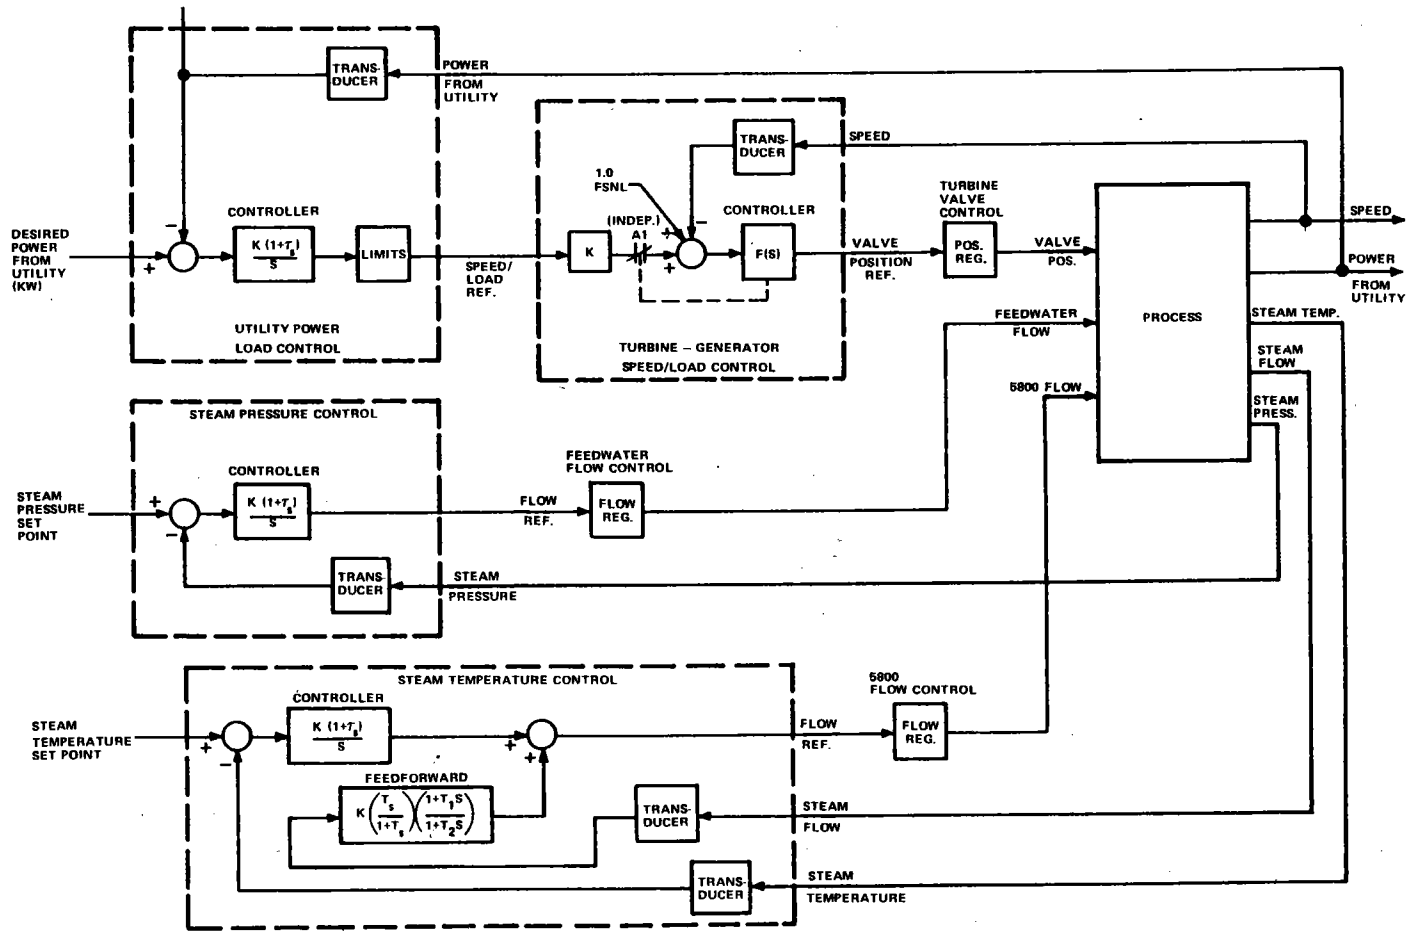 TRANS-
DUCER
POWER
FROM
UTILITY
TRANS-
DUCER
SPEED
1.0
FSNL
(INDEP.)
A1
+
−
CONTROLLER
TURBINE
VALVE
CONTROL
SPEED
DESIRED
POWER
FROM
UTILITY
(KW)
+
−
CONTROLLER
K (1+τs)
S
LIMITS
SPEED/
LOAD
REF.
K
+
F(S)
VALVE
POSITION
REF.
POS.
REG.
VALVE
POS.
POWER
FROM
UTILITY
UTILITY POWER
LOAD CONTROL
TURBINE – GENERATOR
SPEED/LOAD CONTROL
FEEDWATER
FLOW
PROCESS
STEAM TEMP.
STEAM
FLOW
5800 FLOW
STEAM
PRESS.
STEAM PRESSURE CONTROL
STEAM
PRESSURE
SET
POINT
+
−
CONTROLLER
K (1+τs)
S
FLOW
REF.
FEEDWATER
FLOW CONTROL
FLOW
REG.
TRANS-
DUCER
STEAM
PRESSURE
STEAM TEMPERATURE CONTROL
STEAM
TEMPERATURE
SET POINT
+
−
CONTROLLER
K (1+τs)
S
+
+
FLOW
REF.
5800
FLOW CONTROL
FLOW
REG.
FEEDFORWARD
K (Ts / 1+Ts) (1+T1S / 1+T2S)
TRANS-
DUCER
STEAM
FLOW
TRANS-
DUCER
STEAM
TEMPERATURE